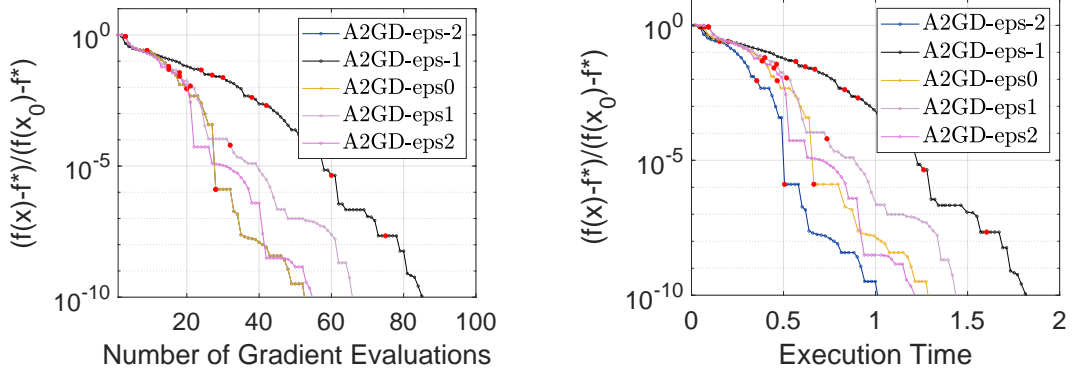 10^0
10^-5
10^-10
(f(x)-f*)/(f(x_0)-f*)
20 40 60 80 100
Number of Gradient Evaluations
A2GD-eps-2
A2GD-eps-1
A2GD-eps0
A2GD-eps1
A2GD-eps2
10^0
10^-5
10^-10
(f(x)-f*)/(f(x_0)-f*)
0 0.5 1 1.5 2
Execution Time
A2GD-eps-2
A2GD-eps-1
A2GD-eps0
A2GD-eps1
A2GD-eps2